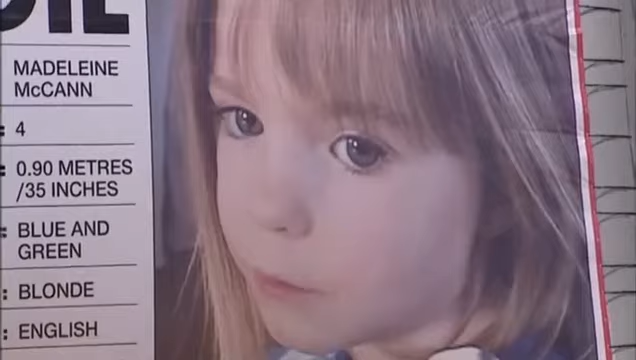 MADELEINE
McCANN
: 4
: 0.90 METRES
/35 INCHES
: BLUE AND
GREEN
: BLONDE
: ENGLISH